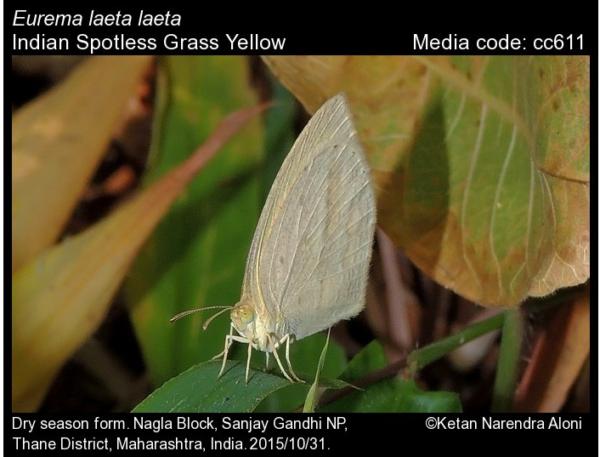 Eurema laeta laeta
Indian Spotless Grass Yellow Media code: cc611
Dry season form. Nagla Block, Sanjay Gandhi NP, ©Ketan Narendra Aloni
Thane District, Maharashtra, India. 2015/10/31.